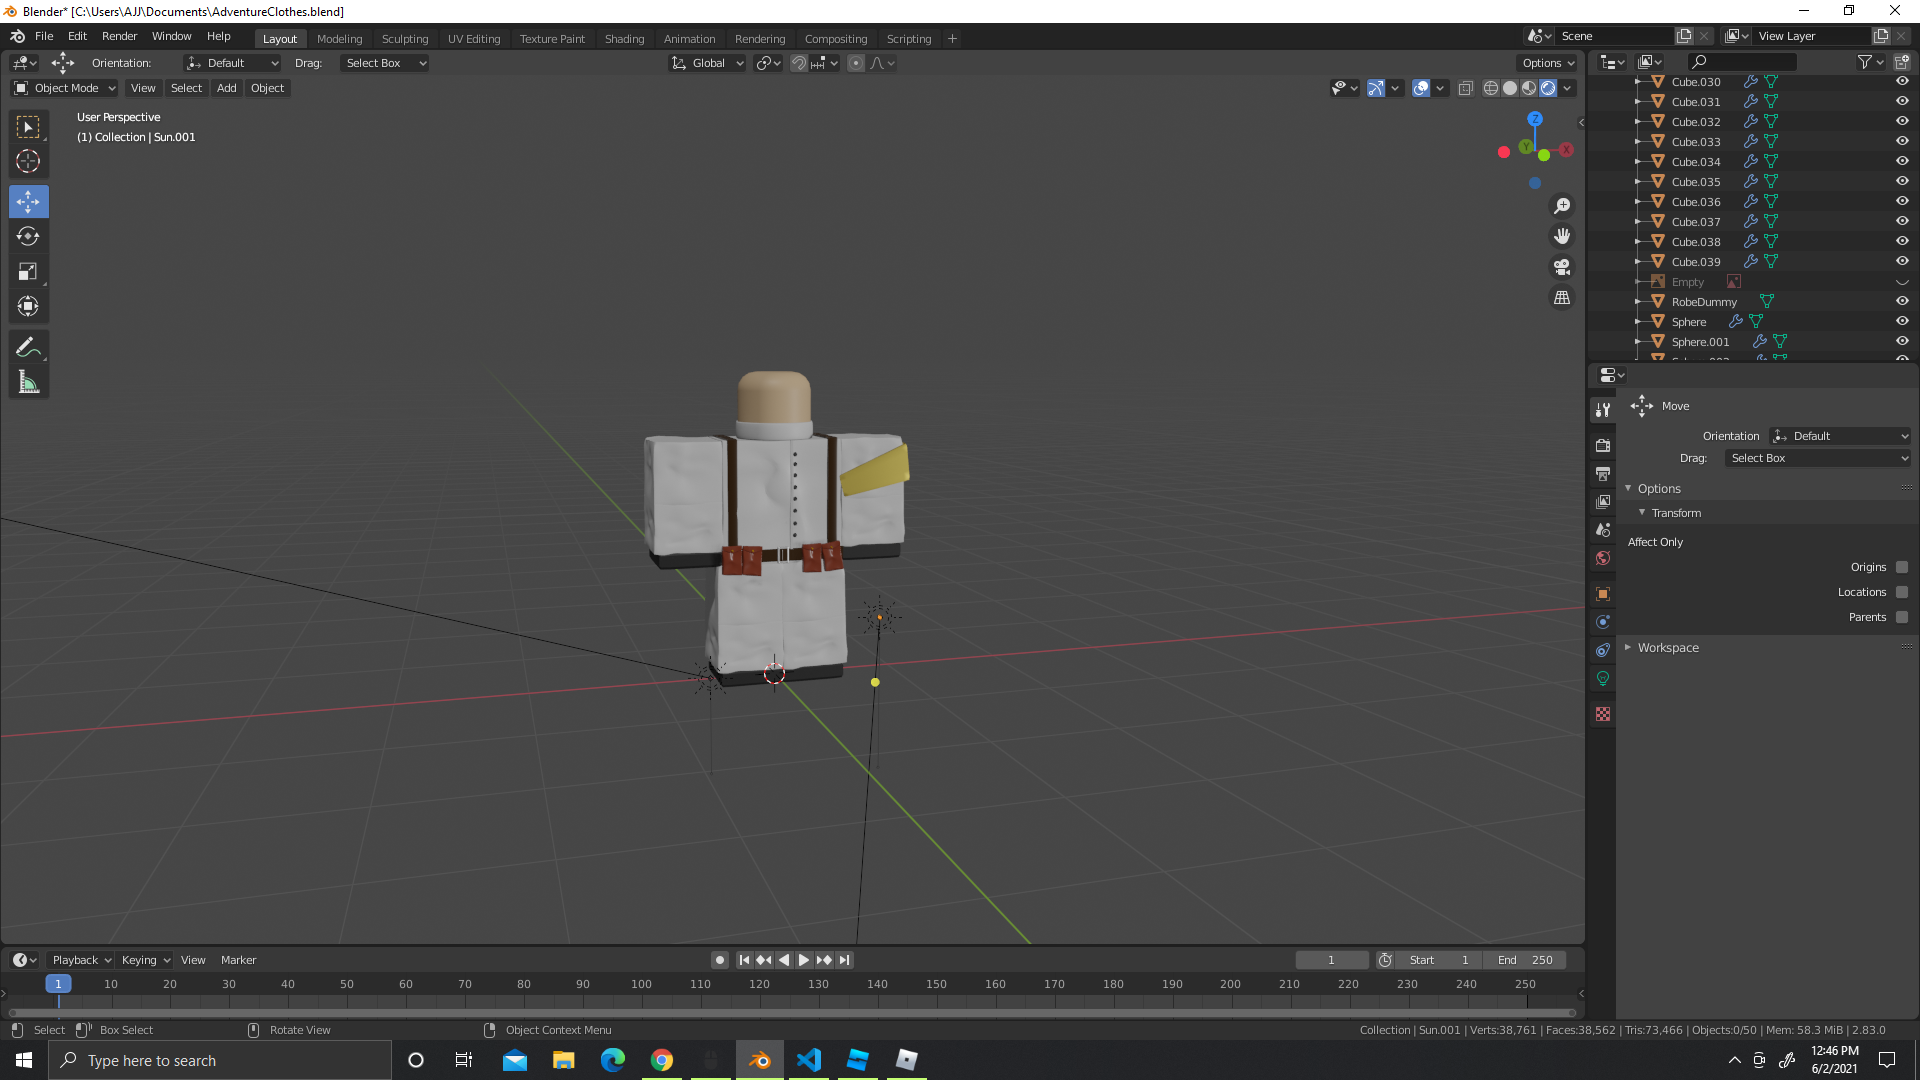 Blender* [C:\Users\AJJ\Documents\AdventureClothes.blend]
File Edit Render Window Help Layout Modeling Sculpting UV Editing Texture Paint Shading Animation Rendering Compositing Scripting + Scene View Layer
Orientation: Default Drag: Select Box Global Options
Object Mode View Select Add Object
User Perspective
(1) Collection | Sun.001
Z
Y
X
Cube.030
Cube.031
Cube.032
Cube.033
Cube.034
Cube.035
Cube.036
Cube.037
Cube.038
Cube.039
Empty
RobeDummy
Sphere
Sphere.001
Move
Orientation Default
Drag: Select Box
Options
Transform
Affect Only
Origins
Locations
Parents
Workspace
Playback Keying View Marker 1 Start 1 End 250
1 10 20 30 40 50 60 70 80 90 100 110 120 130 140 150 160 170 180 190 200 210 220 230 240 250
Select Box Select Rotate View Object Context Menu Collection | Sun.001 | Verts:38,761 | Faces:38,562 | Tris:73,466 | Objects:0/50 | Mem: 58.3 MiB | 2.83.0
Type here to search
12:46 PM
6/2/2021